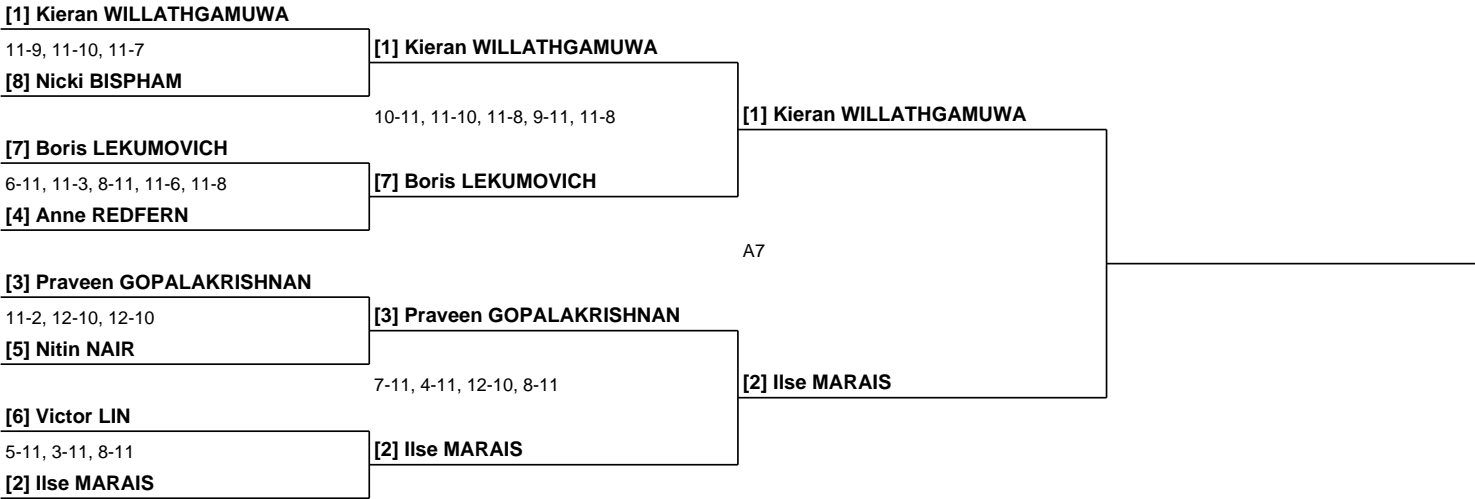 [1] Kieran WILLATHGAMUWA
11-9, 11-10, 11-7
[8] Nicki BISPHAM
[1] Kieran WILLATHGAMUWA
10-11, 11-10, 11-8, 9-11, 11-8
[1] Kieran WILLATHGAMUWA
[7] Boris LEKUMOVICH
6-11, 11-3, 8-11, 11-6, 11-8
[4] Anne REDFERN
[7] Boris LEKUMOVICH
A7
[3] Praveen GOPALAKRISHNAN
11-2, 12-10, 12-10
[5] Nitin NAIR
[3] Praveen GOPALAKRISHNAN
7-11, 4-11, 12-10, 8-11
[2] Ilse MARAIS
[6] Victor LIN
5-11, 3-11, 8-11
[2] Ilse MARAIS
[2] Ilse MARAIS